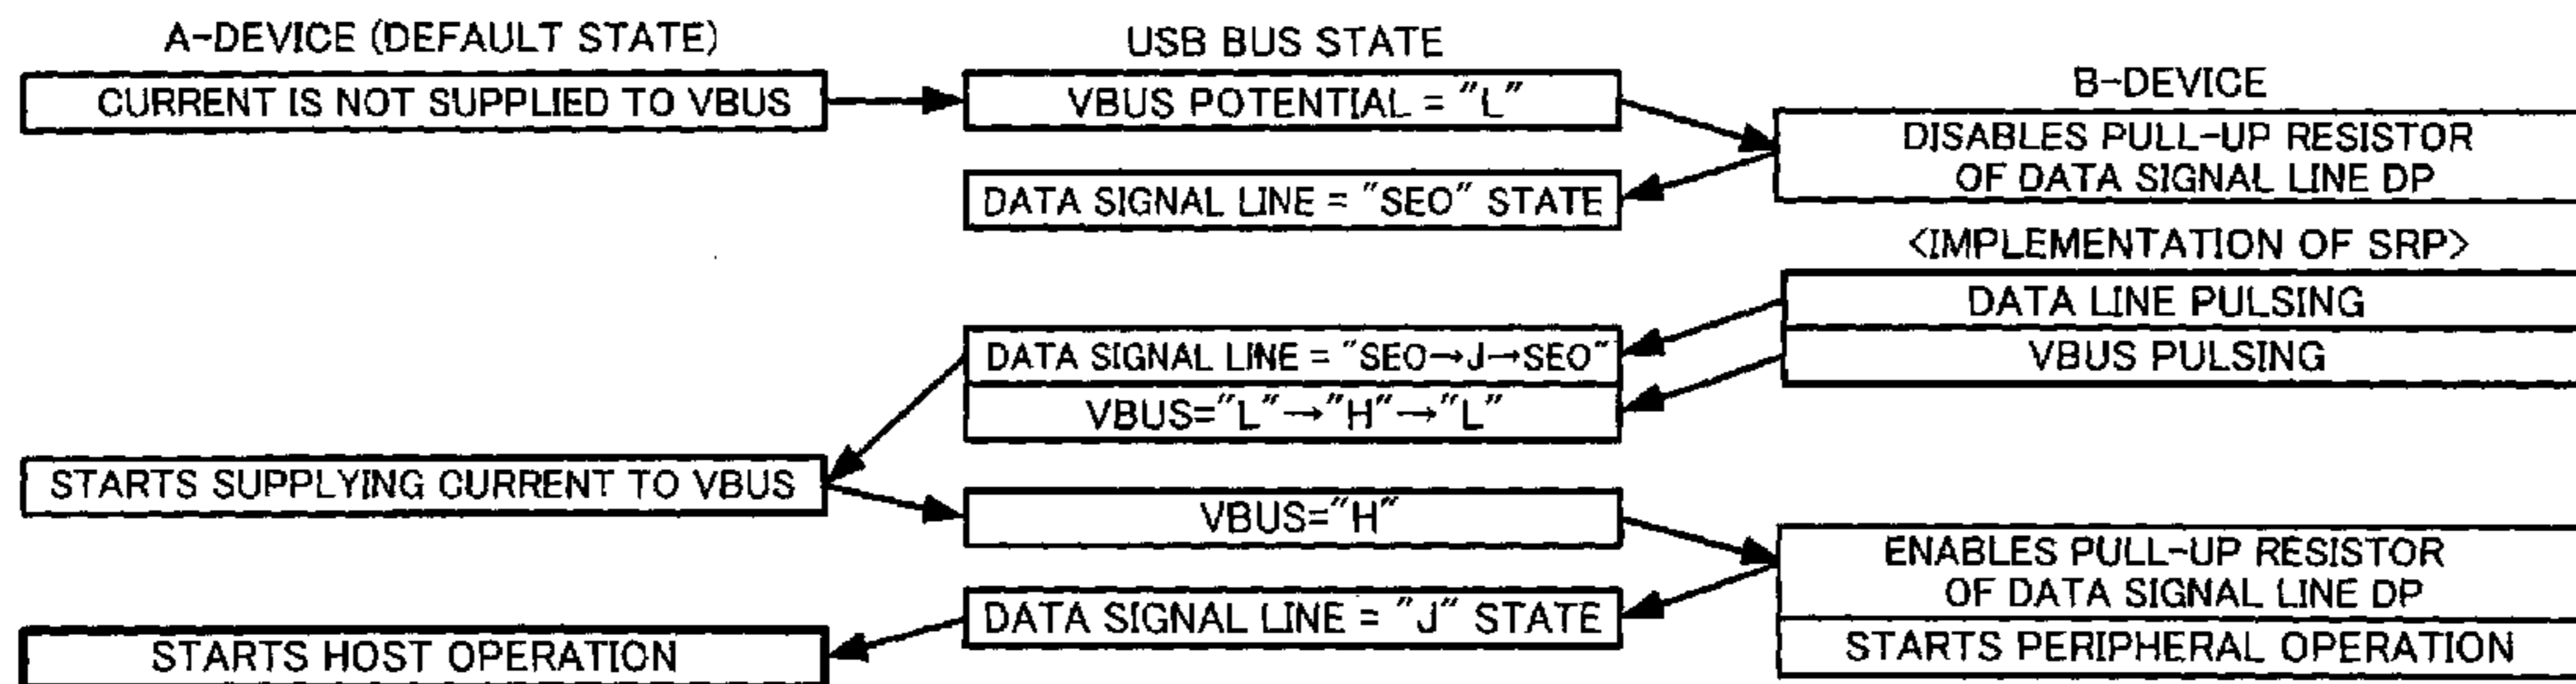 A-DEVICE (DEFAULT STATE)
CURRENT IS NOT SUPPLIED TO VBUS
USB BUS STATE
VBUS POTENTIAL = "L"
B-DEVICE
DISABLES PULL-UP RESISTOR
OF DATA SIGNAL LINE DP
DATA SIGNAL LINE = "SEO" STATE
<IMPLEMENTATION OF SRP>
DATA LINE PULSING
VBUS PULSING
DATA SIGNAL LINE = "SEO→J→SEO"
VBUS="L"→"H"→"L"
STARTS SUPPLYING CURRENT TO VBUS
VBUS="H"
ENABLES PULL-UP RESISTOR
OF DATA SIGNAL LINE DP
DATA SIGNAL LINE = "J" STATE
STARTS HOST OPERATION
STARTS PERIPHERAL OPERATION